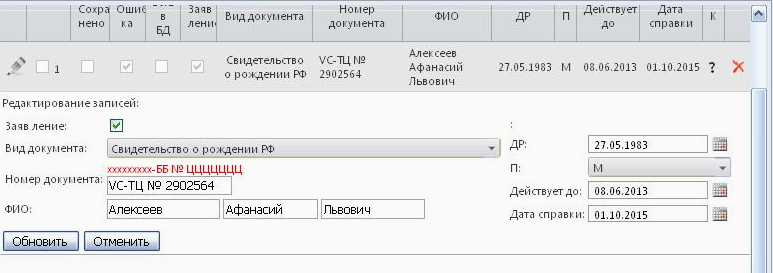 Сохра Ошиб в Заяв Вид документа Номер ФИО ДР П Действует Дата К
нено ка БД лени документа до справки
1 Свидетельство о рождении РФ VC-ТЦ № 2902564 Алексеев Афанасий Львович 27.05.1983 М 08.06.2013 01.10.2015 ?
Редактирование записей:
Заяв ление: :
Вид документа: Свидетельство о рождении РФ ДР: 27.05.1983
xxxxxxxxx-ББ № ЦЦЦЦЦЦЦ П: М
Номер документа: VC-ТЦ № 2902564
Действует до: 08.06.2013
ФИО: Алексеев Афанасий Львович Дата справки: 01.10.2015
Обновить Отменить